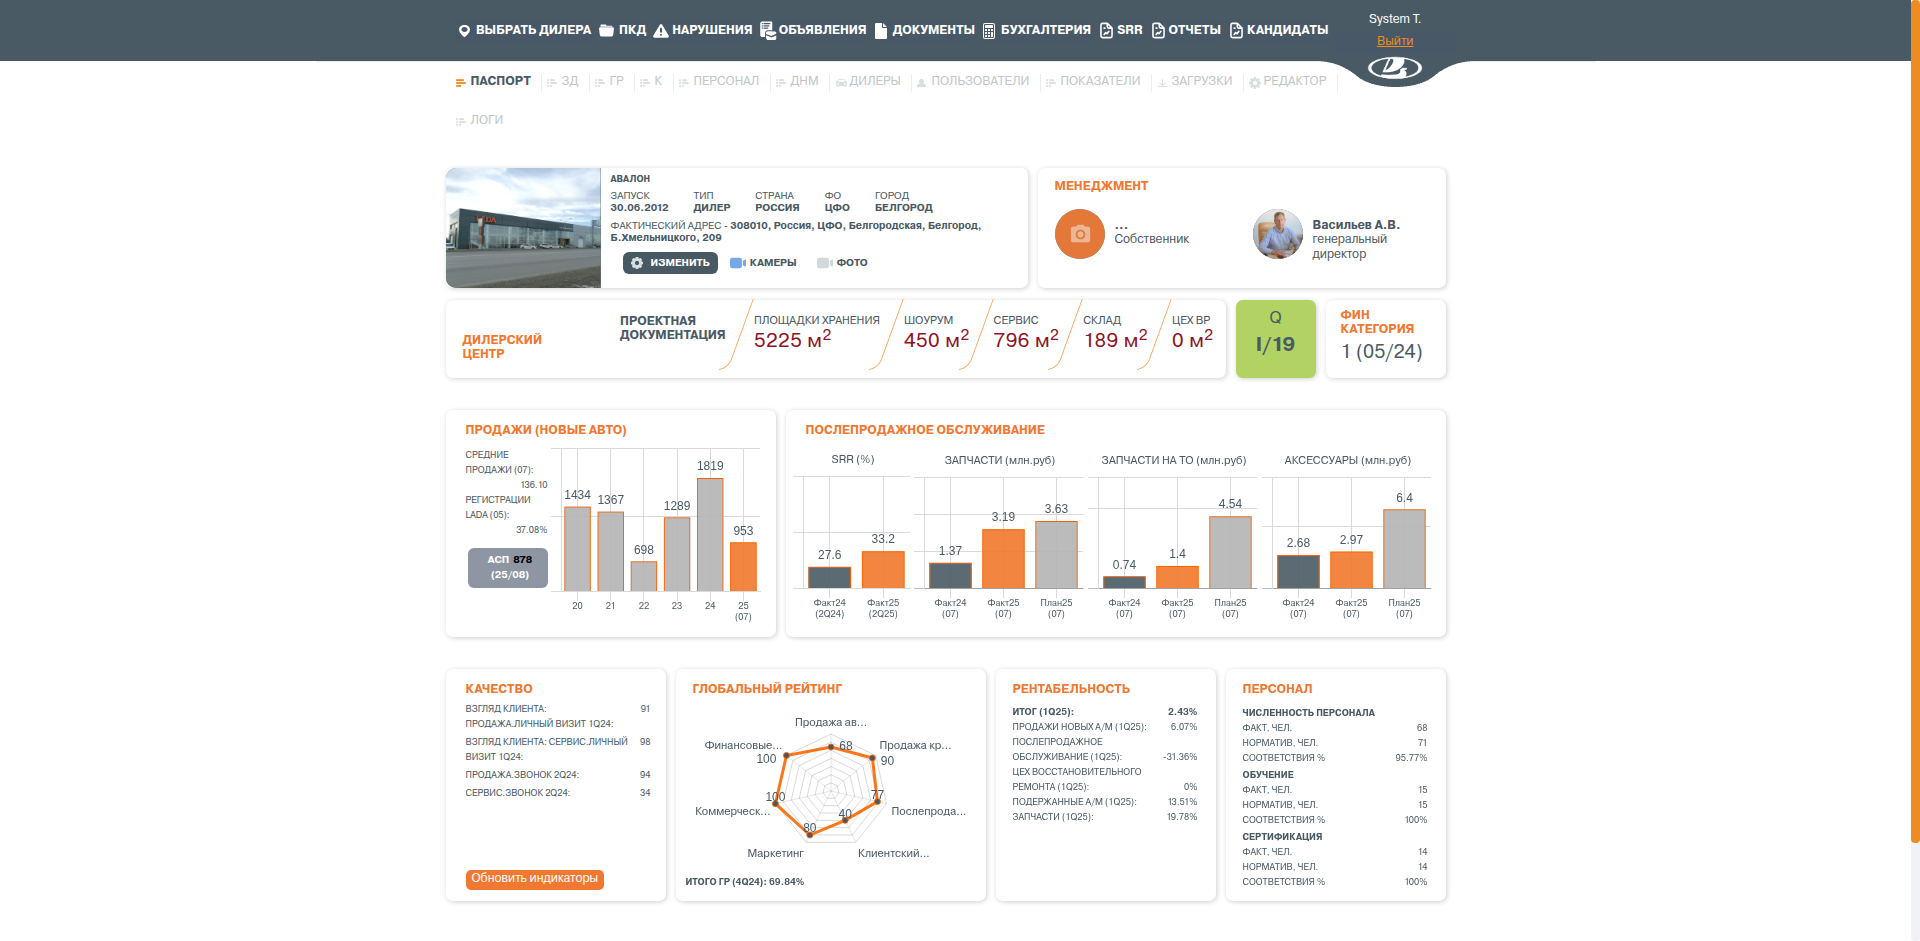 ВЫБРАТЬ ДИЛЕРА ПКД НАРУШЕНИЯ ОБЪЯВЛЕНИЯ ДОКУМЕНТЫ БУХГАЛТЕРИЯ SRR ОТЧЕТЫ КАНДИДАТЫ
System T.
Выйти
ПАСПОРТ ЗД ГР К ПЕРСОНАЛ ДНМ ДИЛЕРЫ ПОЛЬЗОВАТЕЛИ ПОКАЗАТЕЛИ ЗАГРУЗКИ РЕДАКТОР
ЛОГИ
АВАЛОН
ЗАПУСК ТИП СТРАНА ФО ГОРОД
30.06.2012 ДИЛЕР РОССИЯ ЦФО БЕЛГОРОД
ФАКТИЧЕСКИЙ АДРЕС - 308010, Россия, ЦФО, Белгородская, Белгород,
Б.Хмельницкого, 209
ИЗМЕНИТЬ КАМЕРЫ ФОТО
МЕНЕДЖМЕНТ
...
Собственник
Васильев А.В.
генеральный
директор
ДИЛЕРСКИЙ
ЦЕНТР
ПРОЕКТНАЯ
ДОКУМЕНТАЦИЯ
ПЛОЩАДКИ ХРАНЕНИЯ ШОУРУМ СЕРВИС СКЛАД ЦЕХ ВР
5225 м² 450 м² 796 м² 189 м² 0 м²
Q
I/19
ФИН
КАТЕГОРИЯ
1 (05/24)
ПРОДАЖИ (НОВЫЕ АВТО)
СРЕДНИЕ
ПРОДАЖИ (07):
136.10
РЕГИСТРАЦИИ
LADA (05):
37.08%
АСП 878
(25/08)
1434 1367 698 1289 1819 953
20 21 22 23 24 25
(07)
ПОСЛЕПРОДАЖНОЕ ОБСЛУЖИВАНИЕ
SRR (%)
27.6 33.2
Факт24 Факт25
(2Q24) (2Q25)
ЗАПЧАСТИ (млн.руб)
1.37 3.19 3.63
Факт24 Факт25 План25
(07) (07) (07)
ЗАПЧАСТИ НА ТО (млн.руб)
0.74 1.4 4.54
Факт24 Факт25 План25
(07) (07) (07)
АКСЕССУАРЫ (млн.руб)
2.68 2.97 6.4
Факт24 Факт25 План25
(07) (07) (07)
КАЧЕСТВО
ВЗГЛЯД КЛИЕНТА: 91
ПРОДАЖА.ЛИЧНЫЙ ВИЗИТ 1Q24:
ВЗГЛЯД КЛИЕНТА: СЕРВИС.ЛИЧНЫЙ 98
ВИЗИТ 1Q24:
ПРОДАЖА.ЗВОНОК 2Q24: 94
СЕРВИС.ЗВОНОК 2Q24: 34
Обновить индикаторы
ГЛОБАЛЬНЫЙ РЕЙТИНГ
Продажа ав...
Финансовые... 68 Продажа кр...
100 90
100 77
Коммерческ... 40 Послепрода...
80
Маркетинг Клиентский...
ИТОГО ГР (4Q24): 69.84%
РЕНТАБЕЛЬНОСТЬ
ИТОГ (1Q25): 2.43%
ПРОДАЖИ НОВЫХ А/М (1Q25): 6.07%
ПОСЛЕПРОДАЖНОЕ
ОБСЛУЖИВАНИЕ (1Q25): -31.36%
ЦЕХ ВОССТАНОВИТЕЛЬНОГО
РЕМОНТА (1Q25): 0%
ПОДЕРЖАННЫЕ А/М (1Q25): 13.51%
ЗАПЧАСТИ (1Q25): 19.78%
ПЕРСОНАЛ
ЧИСЛЕННОСТЬ ПЕРСОНАЛА
ФАКТ, ЧЕЛ. 68
НОРМАТИВ, ЧЕЛ. 71
СООТВЕТСТВИЯ % 95.77%
ОБУЧЕНИЕ
ФАКТ, ЧЕЛ. 15
НОРМАТИВ, ЧЕЛ. 15
СООТВЕТСТВИЯ % 100%
СЕРТИФИКАЦИЯ
ФАКТ, ЧЕЛ. 14
НОРМАТИВ, ЧЕЛ. 14
СООТВЕТСТВИЯ % 100%